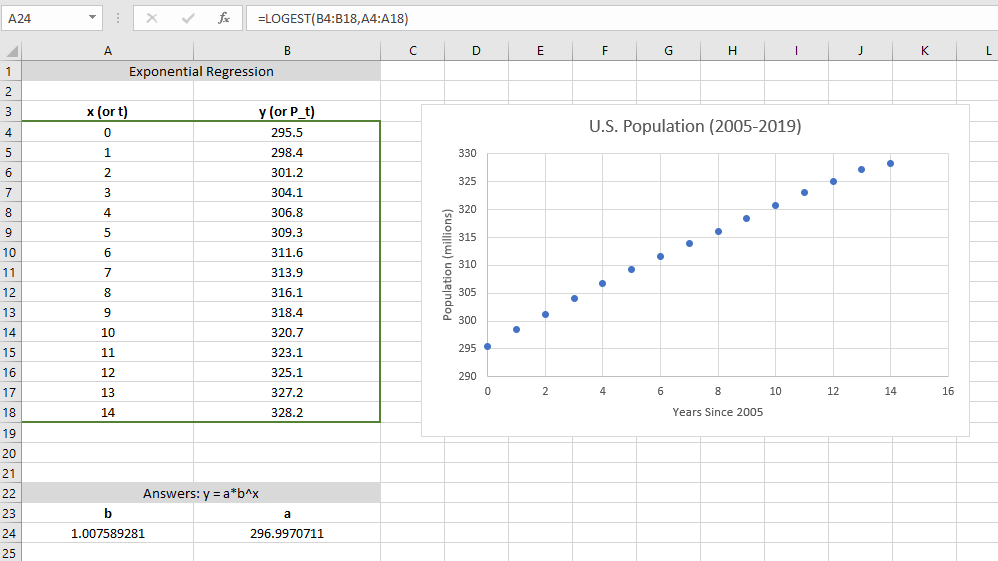 A24 fx =LOGEST(B4:B18,A4:A18)
A B C D E F G H I J K L
1 Exponential Regression
2
3 x (or t) y (or P_t)
4 0 295.5
5 1 298.4
6 2 301.2
7 3 304.1
8 4 306.8
9 5 309.3
10 6 311.6
11 7 313.9
12 8 316.1
13 9 318.4
14 10 320.7
15 11 323.1
16 12 325.1
17 13 327.2
18 14 328.2
19
20
21
22 Answers: y = a*b^x
23 b a
24 1.007589281 296.9970711
25
U.S. Population (2005-2019)
Population (millions)
330
325
320
315
310
305
300
295
290
0 2 4 6 8 10 12 14 16
Years Since 2005